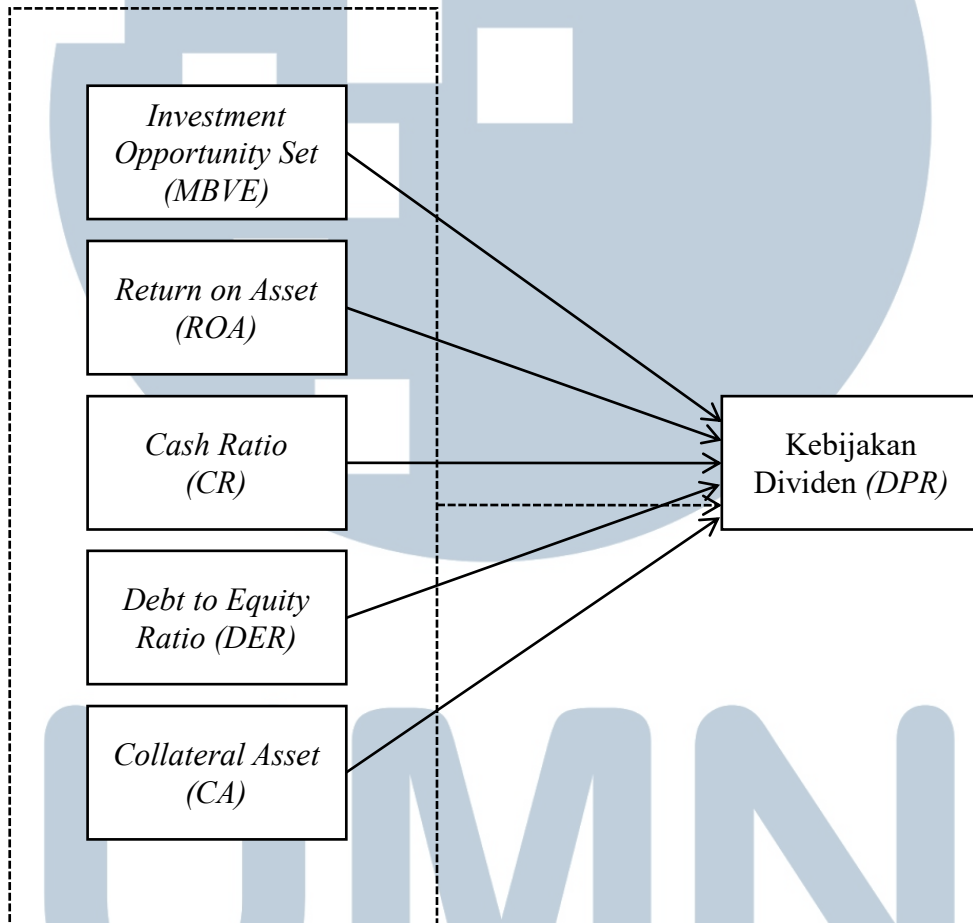 Investment
Opportunity Set
(MBVE)
Return on Asset
(ROA)
Cash Ratio
(CR)
Kebijakan
Dividen (DPR)
Debt to Equity
Ratio (DER)
Collateral Asset
(CA)
UMN